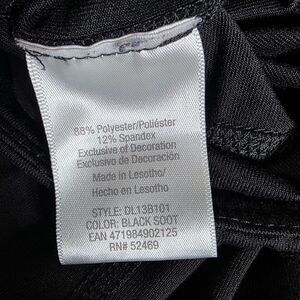 88% Polyester/Poliéster
12% Spandex
Exclusive of Decoration
Exclusivo de Decoración
Made in Lesotho/
Hecho en Lesotho
STYLE: DL13B101
COLOR: BLACK SOOT
EAN 471984902125
RN# 52469